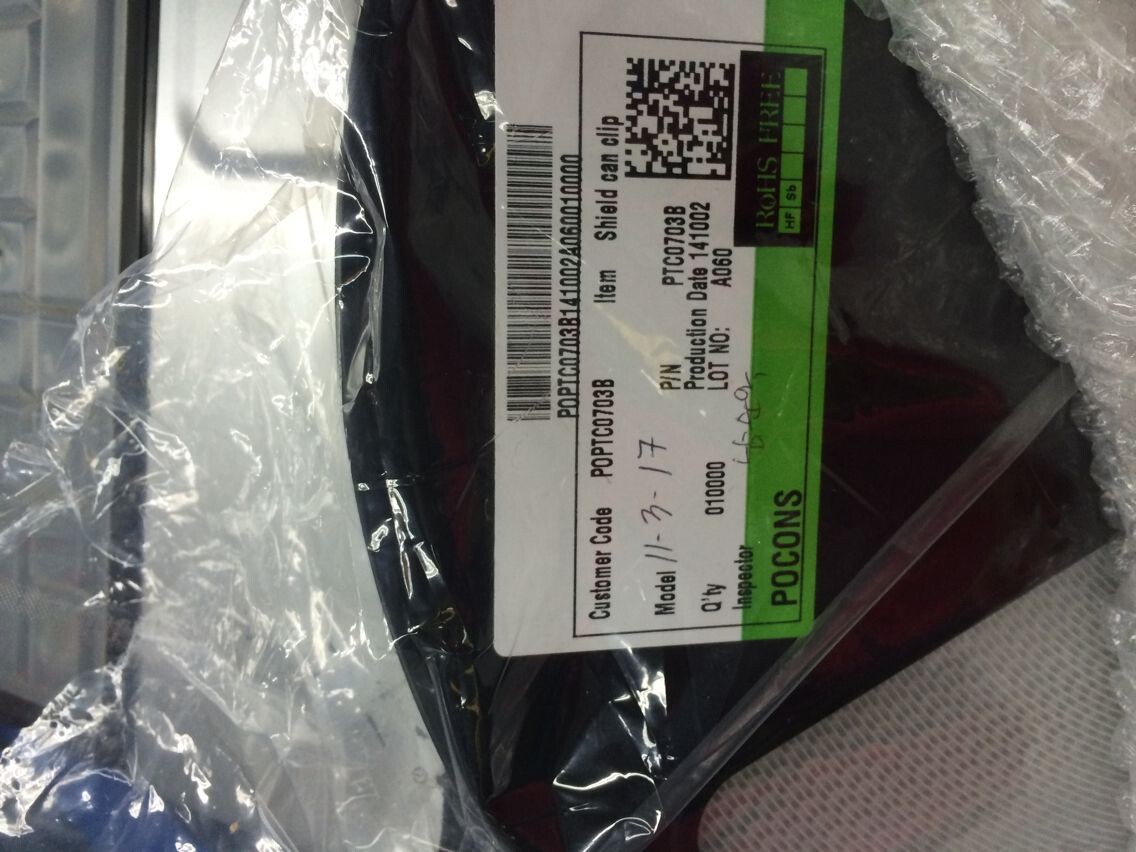 POPTC0703B141002A060010000
Customer Code POPTC0703B Item Shield can clip
Model 11-3-17 P/N PTC0703B
Production Date 141002
Q'ty 010000 LOT NO: A060
Inspector
POCONS
RoHS FREE
HF Sb